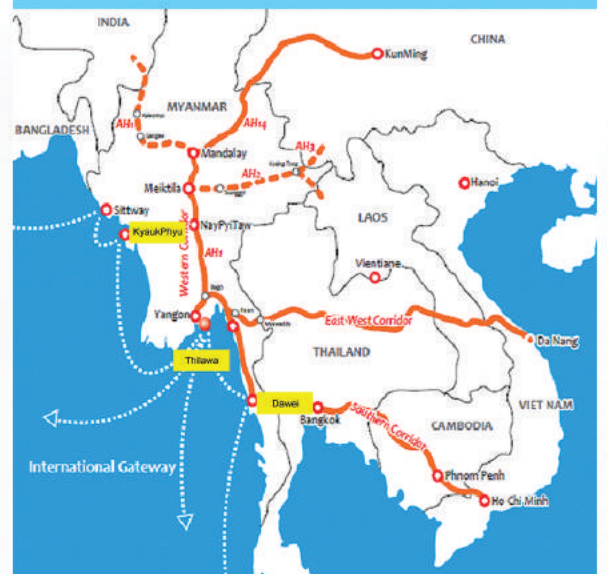 INDIA
CHINA
KunMing
MYANMAR
AH1
AH14
BANGLADESH
AH3
Mandalay
Kyaing Tong
AH2
Meiktila
Hanoi
Sittway
LAOS
KyaukPhyu
NayPyiTaw
Western Corridor
AH1
Vientiane
Bago
Yangon
East-West Corridor
Da Nang
Thilawa
THAILAND
Dawei
Bangkok
Southern Corridor
VIET NAM
CAMBODIA
International Gateway
Phnom Penh
Ho Chi Minh